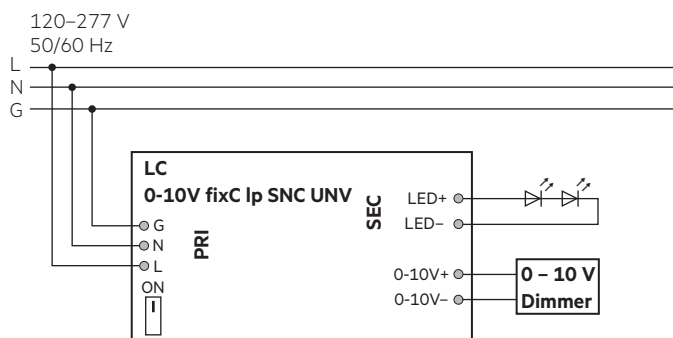 120–277 V
50/60 Hz
L
N
G
LC
0-10V fixC lp SNC UNV
PRI
SEC
G
N
L
ON
LED+
LED–
0-10V+
0-10V–
0 – 10 V
Dimmer